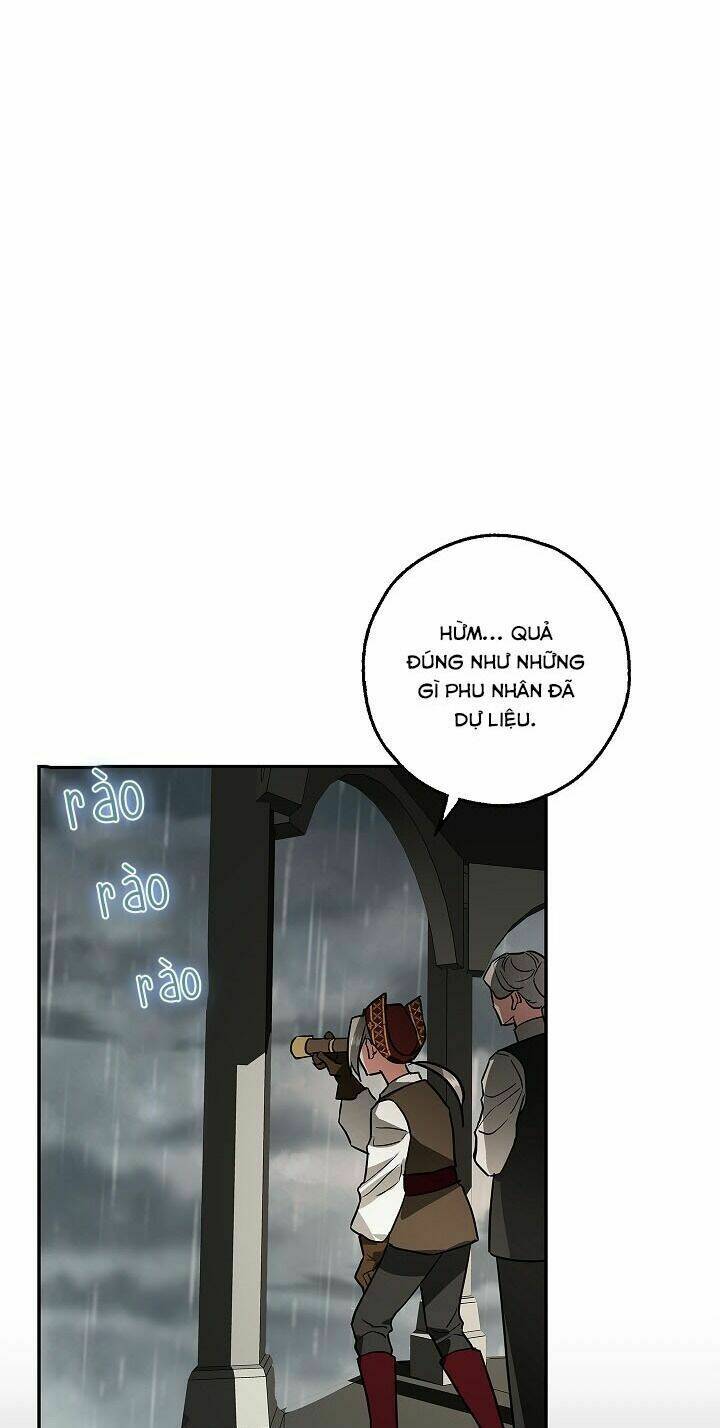 HỪM... QUẢ
ĐÚNG NHƯ NHỮNG
GÌ PHU NHÂN ĐÃ
DỰ LIỆU.
rào
rào
rào